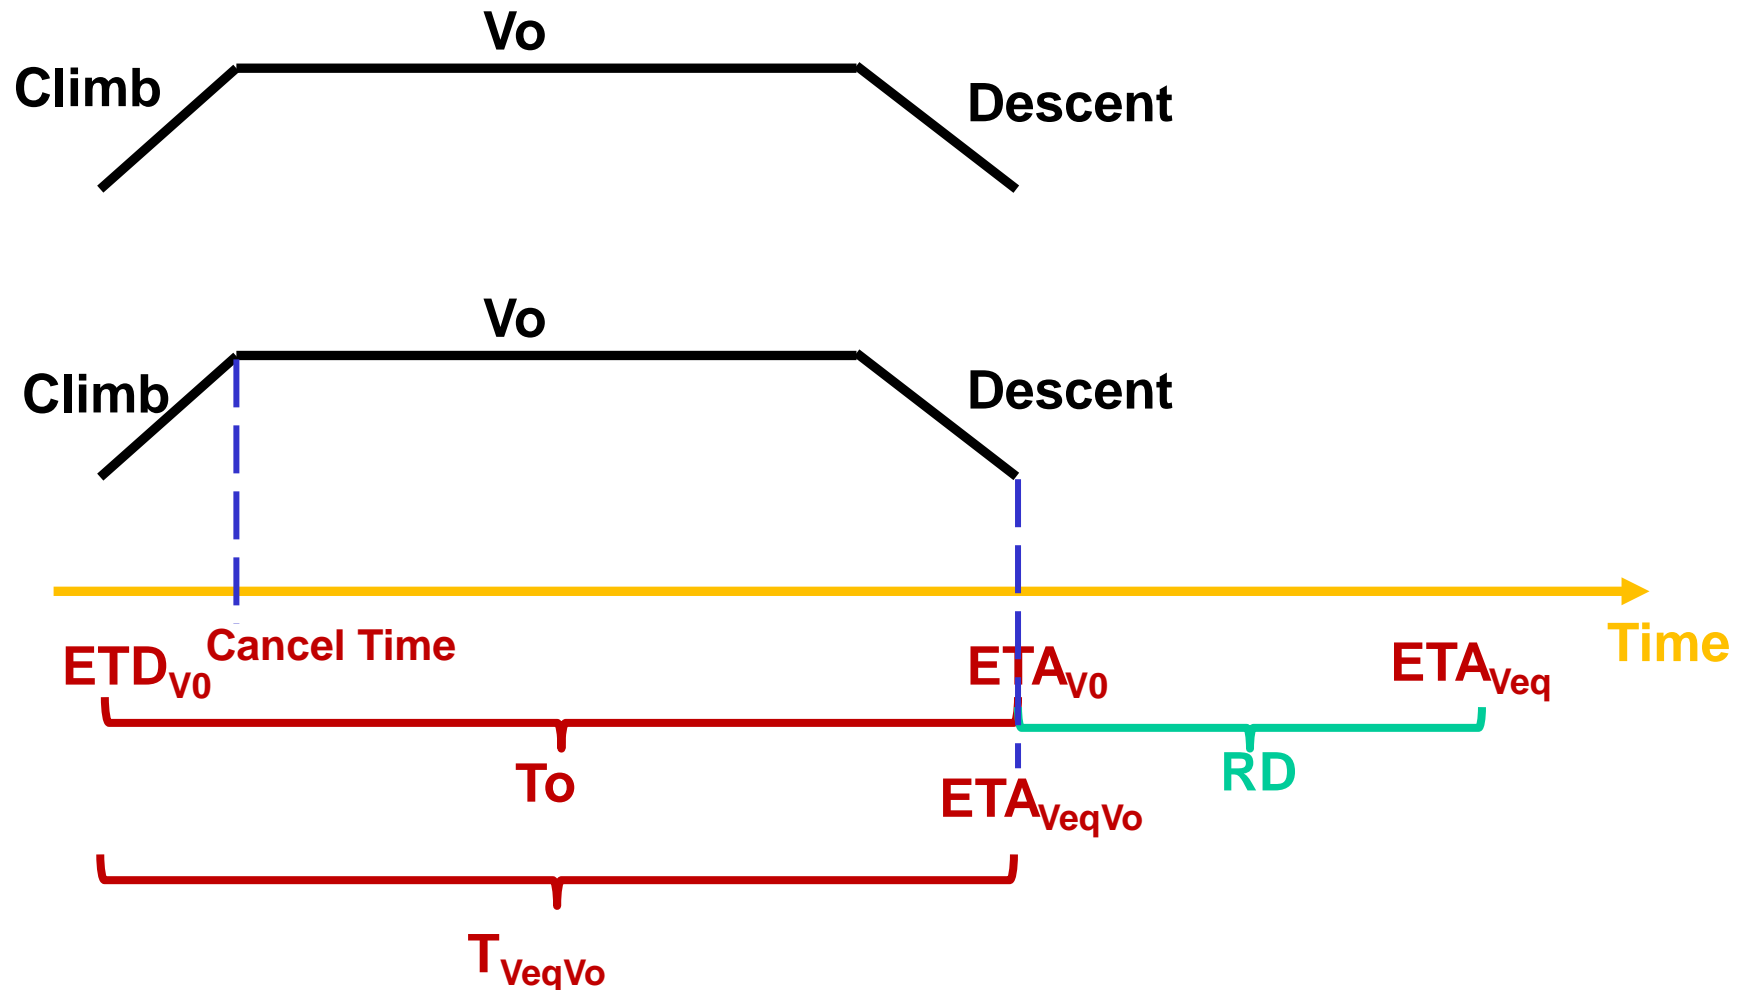 Vo
Climb
Descent
Vo
Climb
Descent
Time
Cancel Time
ETDV0
ETAV0
ETAVeq
To
RD
ETAVeqVo
TVeqVo